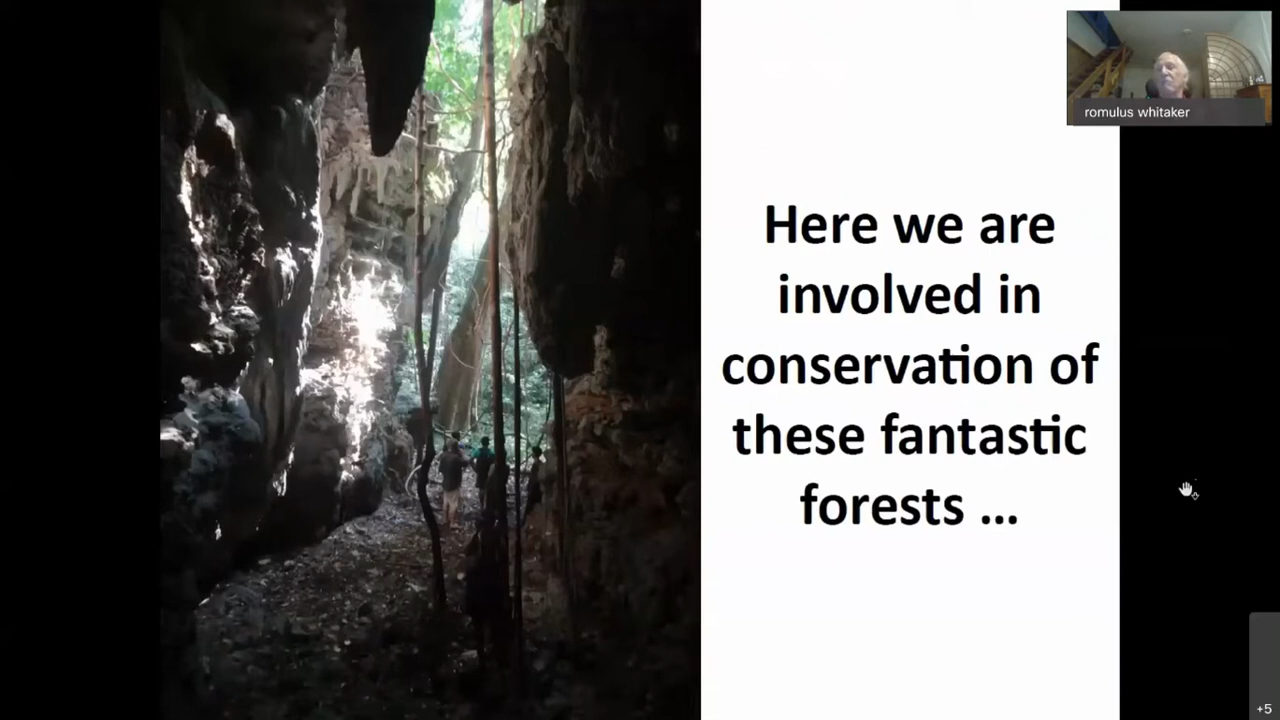 romulus whitaker
Here we are
involved in
conservation of
these fantastic
forests ...
+5